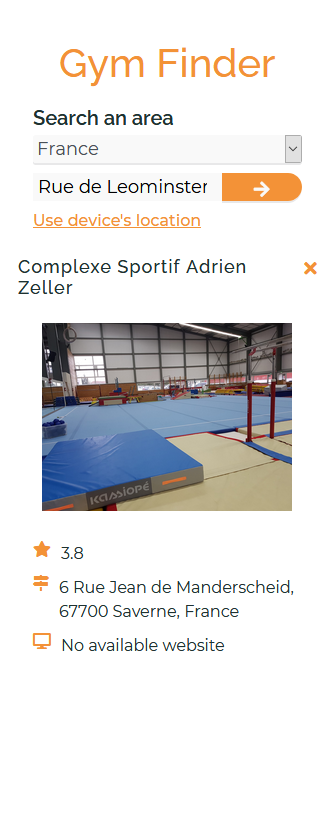 Gym Finder
Search an area
France
Rue de Leominster
Use device's location
Complexe Sportif Adrien
Zeller
KASSIOPÉ
3.8
6 Rue Jean de Manderscheid,
67700 Saverne, France
No available website